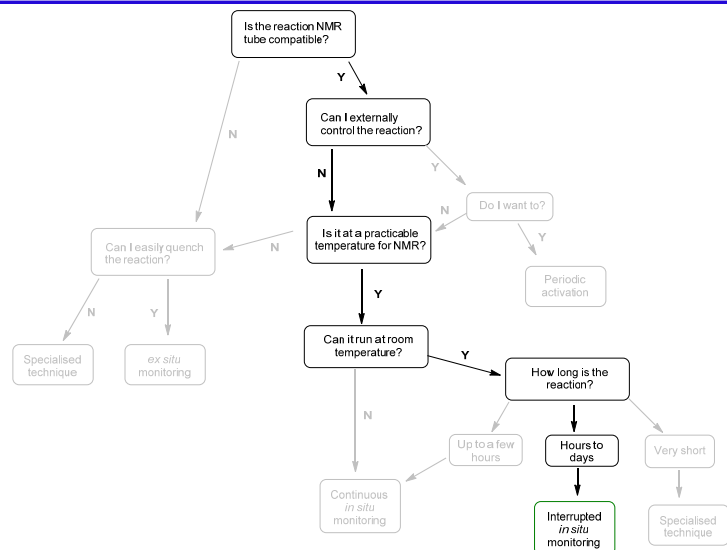 Is the reaction NMR
tube compatible?
Y
N
Can I externally
control the reaction?
N
Y
Do I want to?
N
Y
Is it at a practicable
temperature for NMR?
N
Can I easily quench
the reaction?
Periodic
activation
Y
N
Y
Can it run at room
temperature?
Specialised
technique
ex situ
monitoring
Y
How long is the
reaction?
N
Up to a few
hours
Hours to
days
Very short
Continuous
in situ
monitoring
Interrupted
in situ
monitoring
Specialised
technique